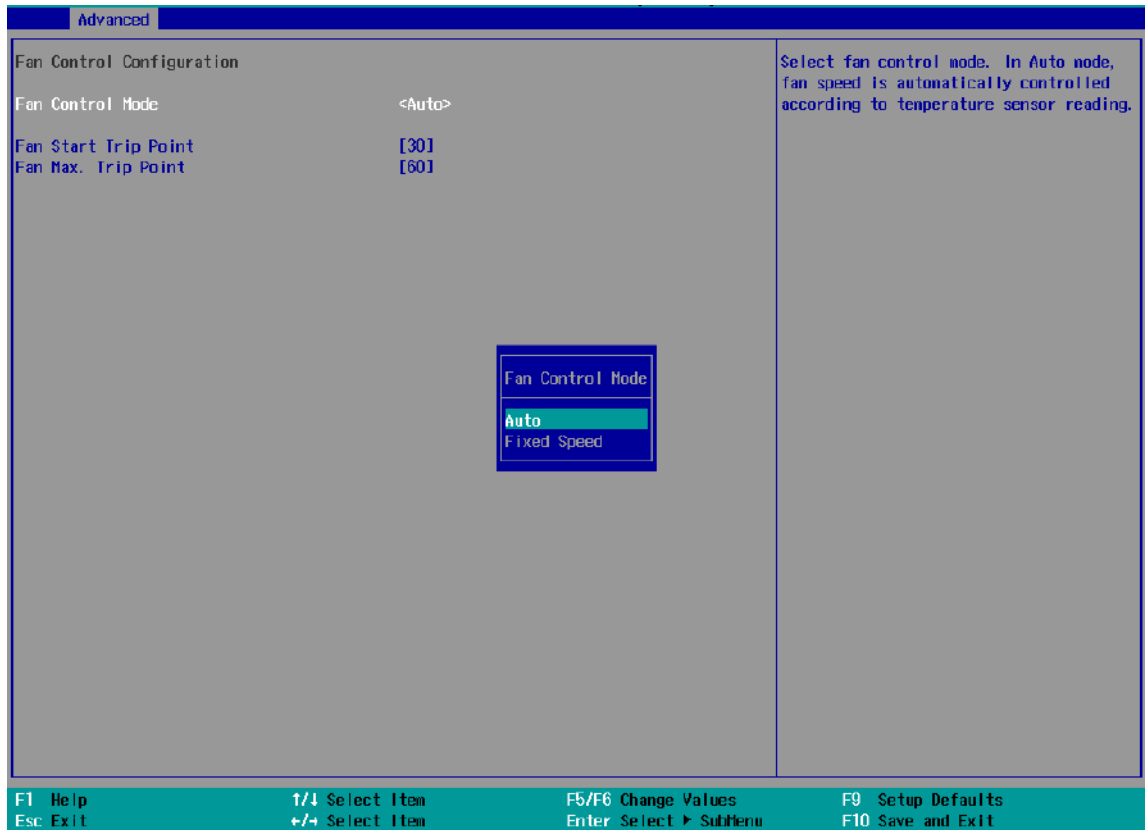 Advanced
Fan Control Configuration
Fan Control Mode <Auto>
Fan Start Trip Point [30]
Fan Max. Trip Point [60]
Select fan control mode. In Auto mode,
fan speed is automatically controlled
according to temperature sensor reading.
Fan Control Mode
Auto
Fixed Speed
F1 Help ↑/↓ Select Item F5/F6 Change Values F9 Setup Defaults
Esc Exit ←/→ Select Item Enter Select ► SubMenu F10 Save and Exit